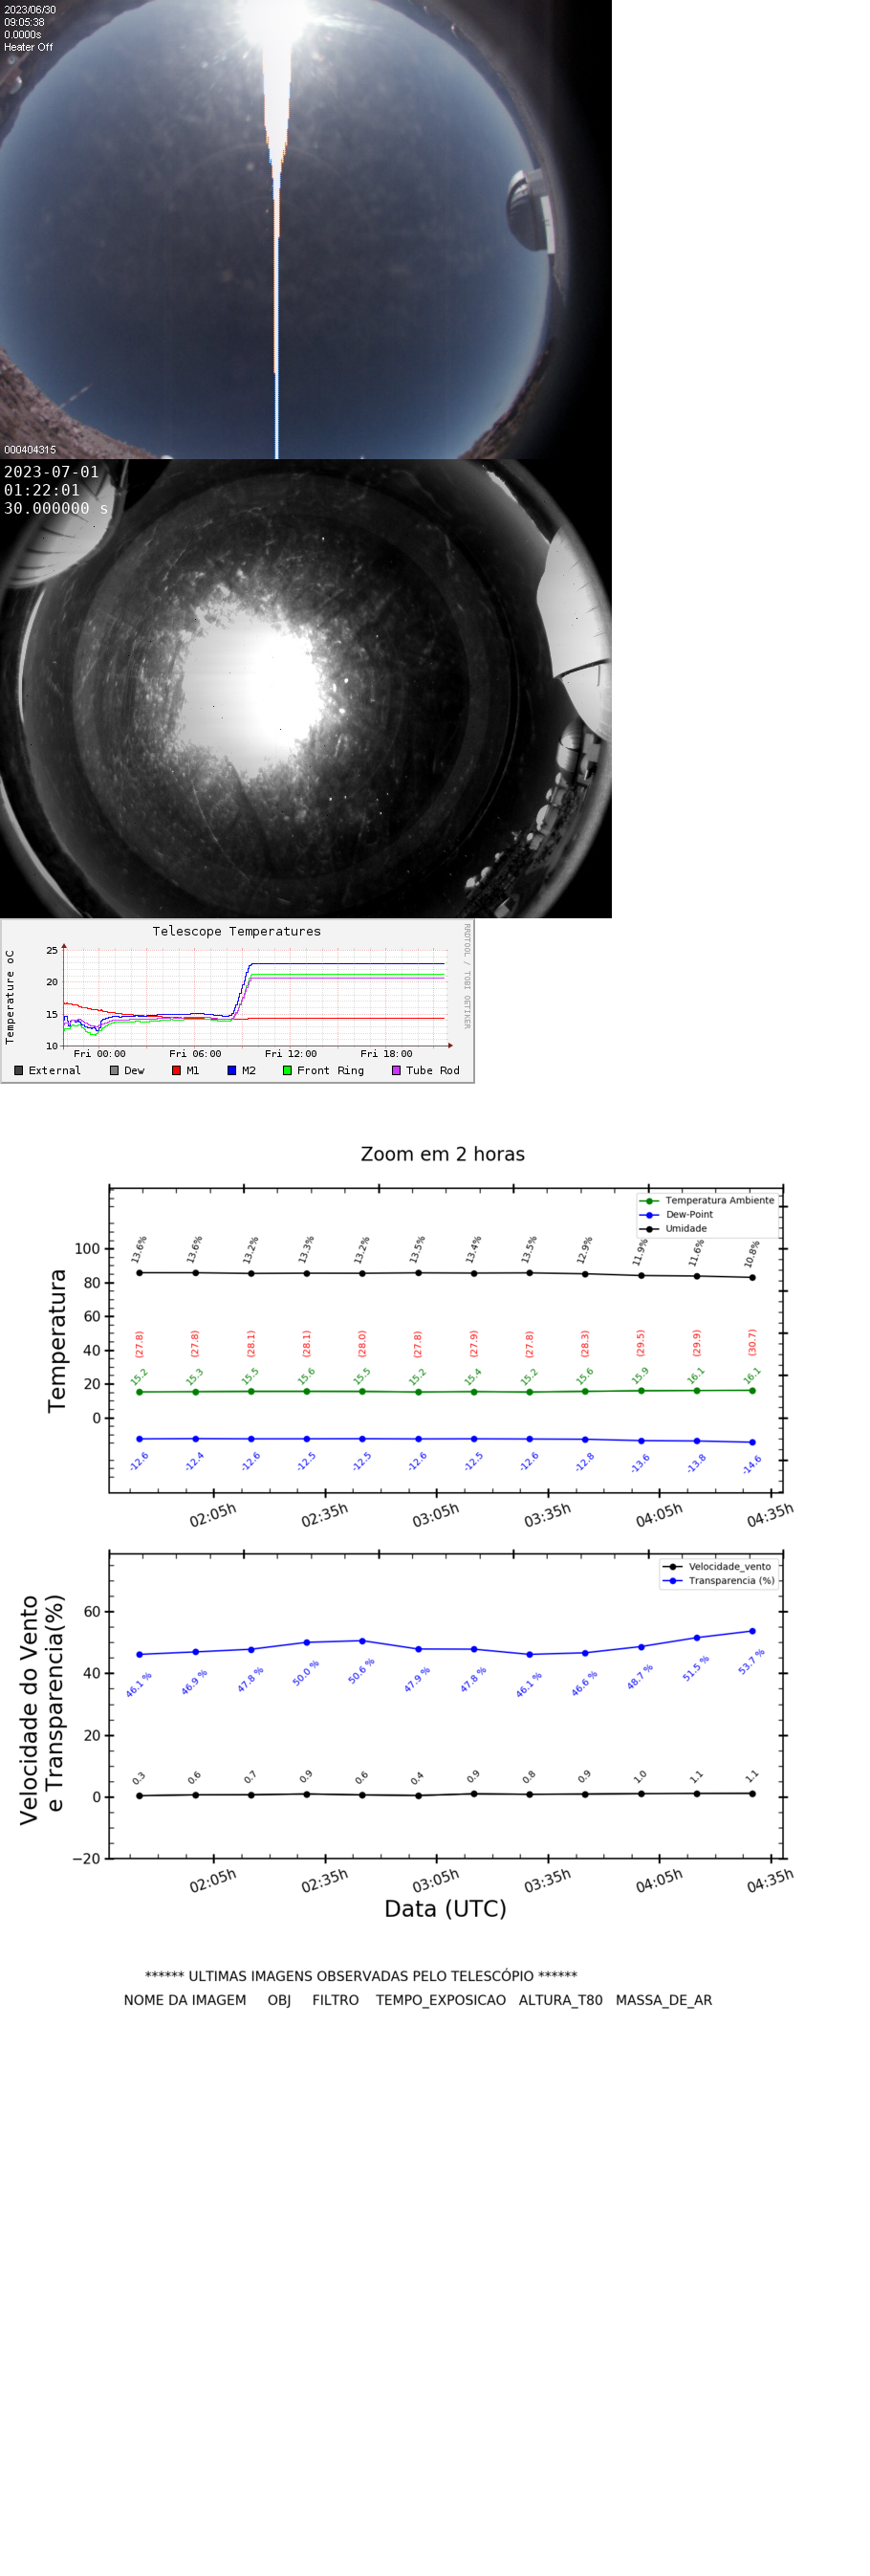 2023/06/30
09:05:38
0.0000s
Heater Off
000404315
2023-07-01
01:22:01
30.000000 s
Telescope Temperatures
RRDTOOL / TOBI OETIKER
Temperature oC
25
20
15
10
Fri 00:00 Fri 06:00 Fri 12:00 Fri 18:00
External Dew M1 M2 Front Ring Tube Rod
Zoom em 2 horas
Temperatura Ambiente
Dew-Point
Umidade
Temperatura
100
80
60
40
20
0
13.6% 13.6% 13.2% 13.3% 13.2% 13.5% 13.4% 13.5% 12.9% 11.9% 11.6% 10.8%
(27.8) (27.8) (28.1) (28.1) (28.0) (27.8) (27.9) (27.8) (28.3) (29.5) (29.9) (30.7)
15.2 15.3 15.5 15.6 15.5 15.2 15.4 15.2 15.6 15.9 16.1 16.1
-12.6 -12.4 -12.6 -12.5 -12.5 -12.6 -12.5 -12.6 -12.8 -13.6 -13.8 -14.6
02:05h 02:35h 03:05h 03:35h 04:05h 04:35h
Velocidade_vento
Transparencia (%)
Velocidade do Vento
e Transparencia(%)
60
40
20
0
−20
46.1 % 46.9 % 47.8 % 50.0 % 50.6 % 47.9 % 47.8 % 46.1 % 46.6 % 48.7 % 51.5 % 53.7 %
0.3 0.6 0.7 0.9 0.6 0.4 0.9 0.8 0.9 1.0 1.1 1.1
02:05h 02:35h 03:05h 03:35h 04:05h 04:35h
Data (UTC)
****** ULTIMAS IMAGENS OBSERVADAS PELO TELESCÓPIO ******
NOME DA IMAGEM OBJ FILTRO TEMPO_EXPOSICAO ALTURA_T80 MASSA_DE_AR